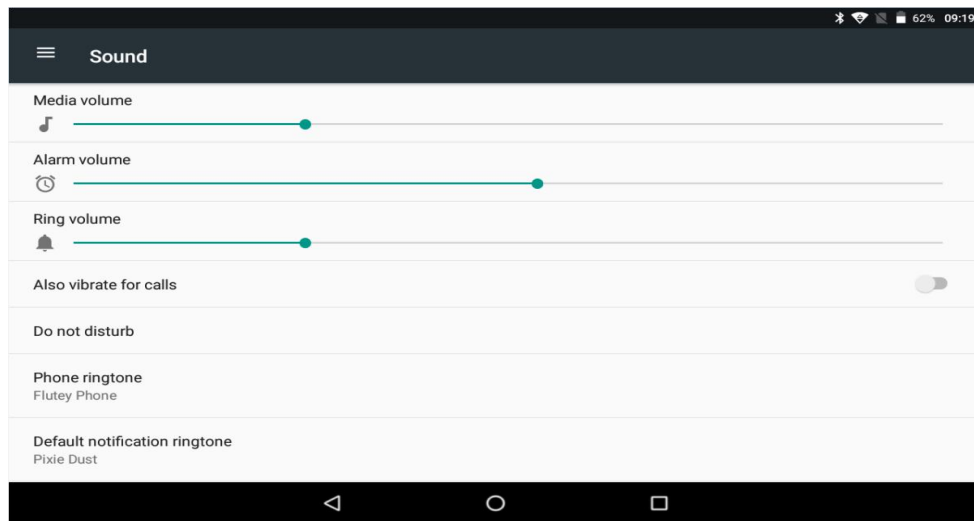 62% 09:19
Sound
Media volume
Alarm volume
Ring volume
Also vibrate for calls
Do not disturb
Phone ringtone
Flutey Phone
Default notification ringtone
Pixie Dust